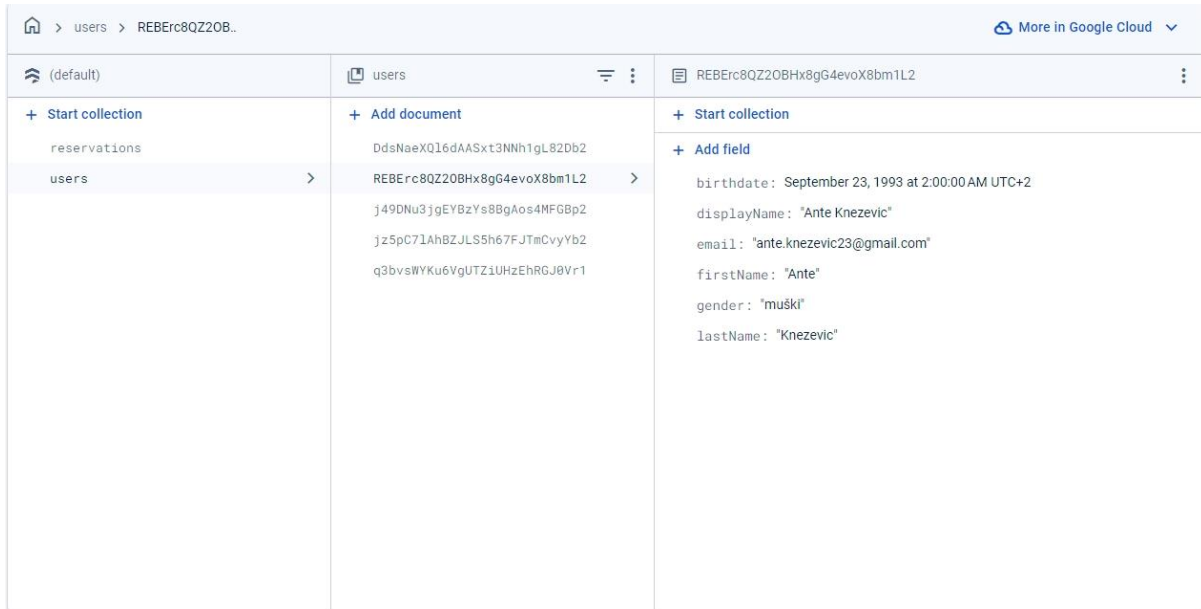 users > REBErc8QZ2OB..
More in Google Cloud
(default)
+ Start collection
reservations
users
users
+ Add document
DdsNaeXQl6dAASxt3NNh1gL82Db2
REBErc8QZ2OBHx8gG4evoX8bm1L2
j49DNu3jgEYBzYs8BgAos4MFGBp2
jz5pC7lAhBZJLS5h67FJTmCvyYb2
q3bvsWYKu6VgUTZiUHzEhRGJ0Vr1
REBErc8QZ2OBHx8gG4evoX8bm1L2
+ Start collection
+ Add field
birthdate: September 23, 1993 at 2:00:00 AM UTC+2
displayName: "Ante Knezevic"
email: "ante.knezevic23@gmail.com"
firstName: "Ante"
gender: "muški"
lastName: "Knezevic"